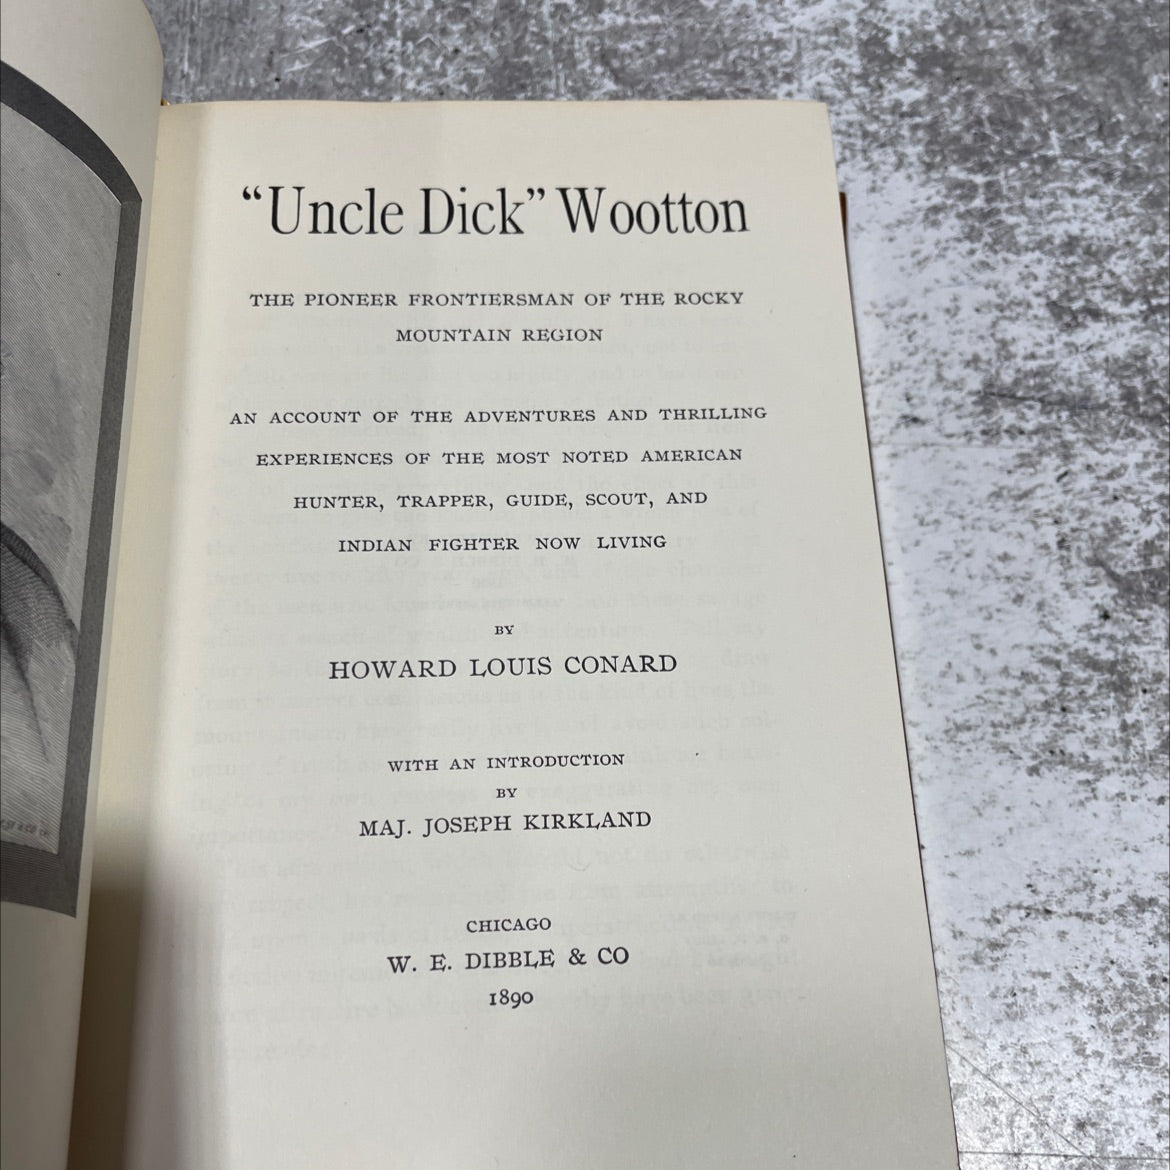 “Uncle Dick” Wootton
THE PIONEER FRONTIERSMAN OF THE ROCKY
MOUNTAIN REGION
AN ACCOUNT OF THE ADVENTURES AND THRILLING
EXPERIENCES OF THE MOST NOTED AMERICAN
HUNTER, TRAPPER, GUIDE, SCOUT, AND
INDIAN FIGHTER NOW LIVING
BY
HOWARD LOUIS CONARD
WITH AN INTRODUCTION
BY
MAJ. JOSEPH KIRKLAND
CHICAGO
W. E. DIBBLE & CO
1890